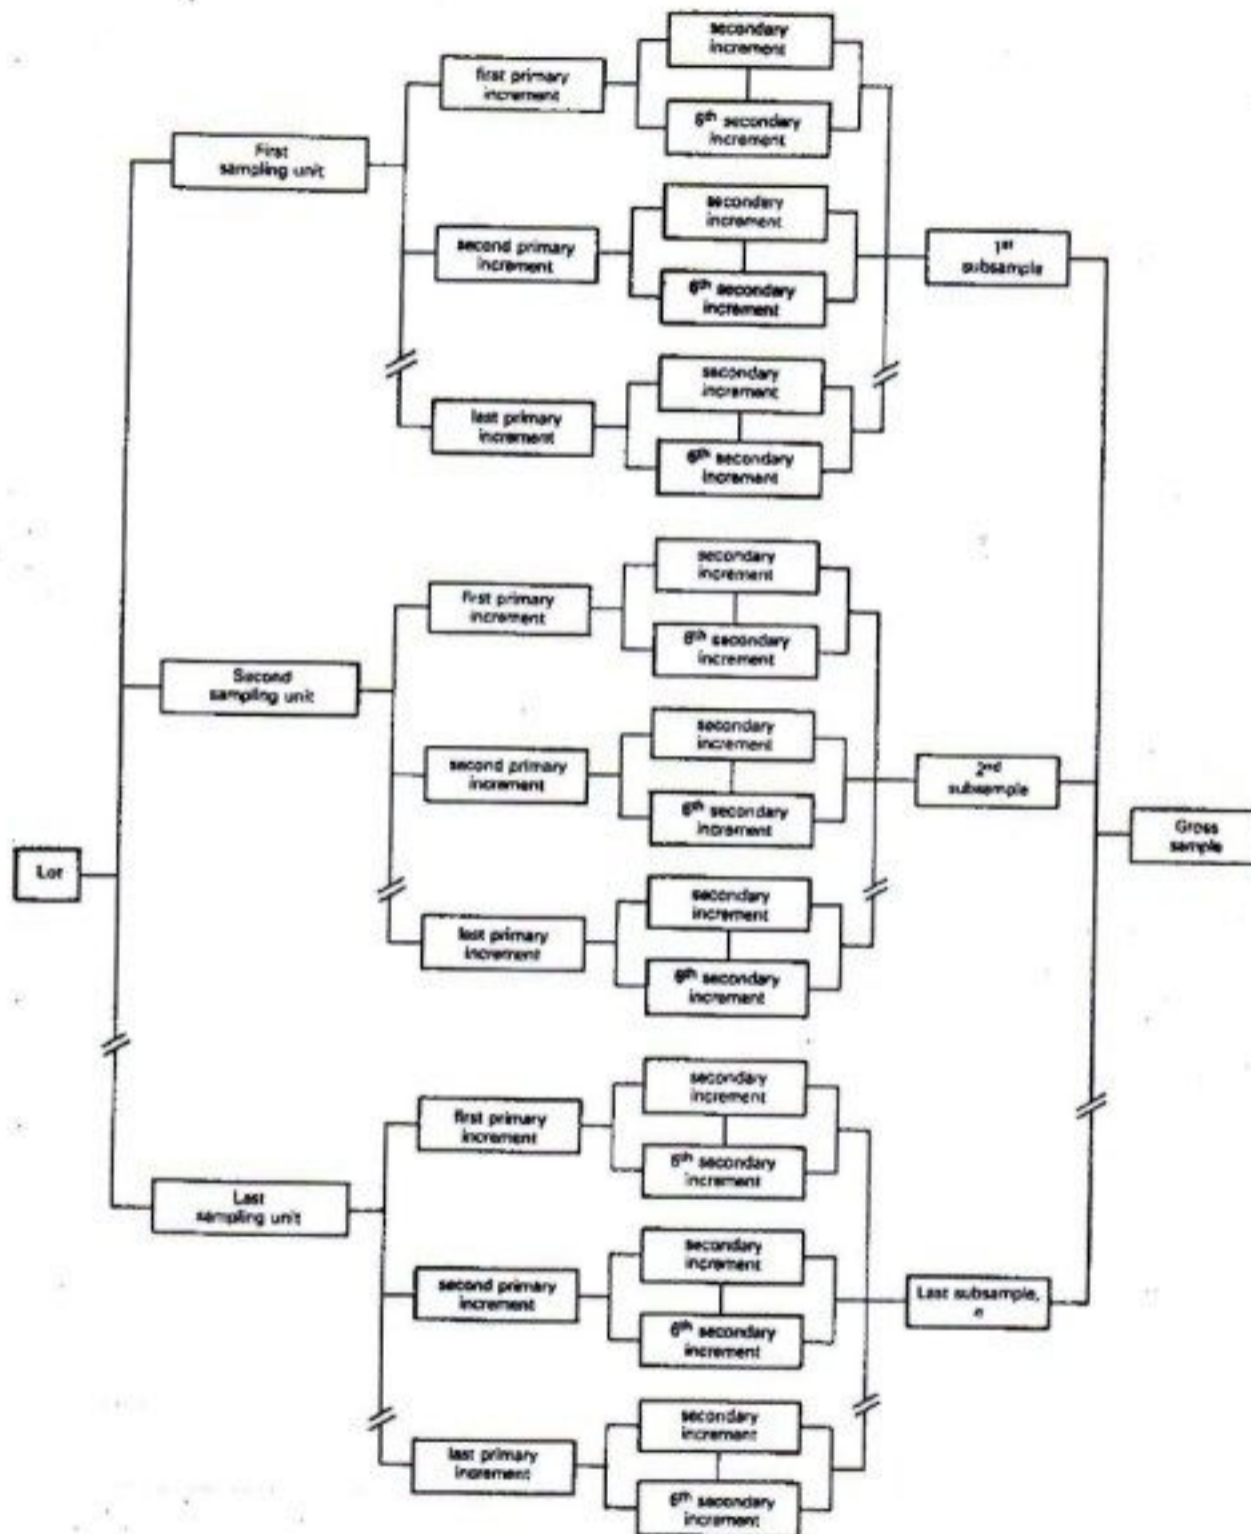 secondary
increment
first primary
increment
6th secondary
increment
First
sampling unit
secondary
increment
second primary
increment
6th secondary
increment
1st
subsample
secondary
increment
last primary
increment
6th secondary
increment
secondary
increment
first primary
increment
6th secondary
increment
Second
sampling unit
secondary
increment
second primary
increment
6th secondary
increment
2nd
subsample
Gross
sample
Lot
secondary
increment
last primary
increment
6th secondary
increment
secondary
increment
first primary
increment
6th secondary
increment
Last
sampling unit
secondary
increment
second primary
increment
6th secondary
increment
Last subsample,
n
secondary
increment
last primary
increment
6th secondary
increment